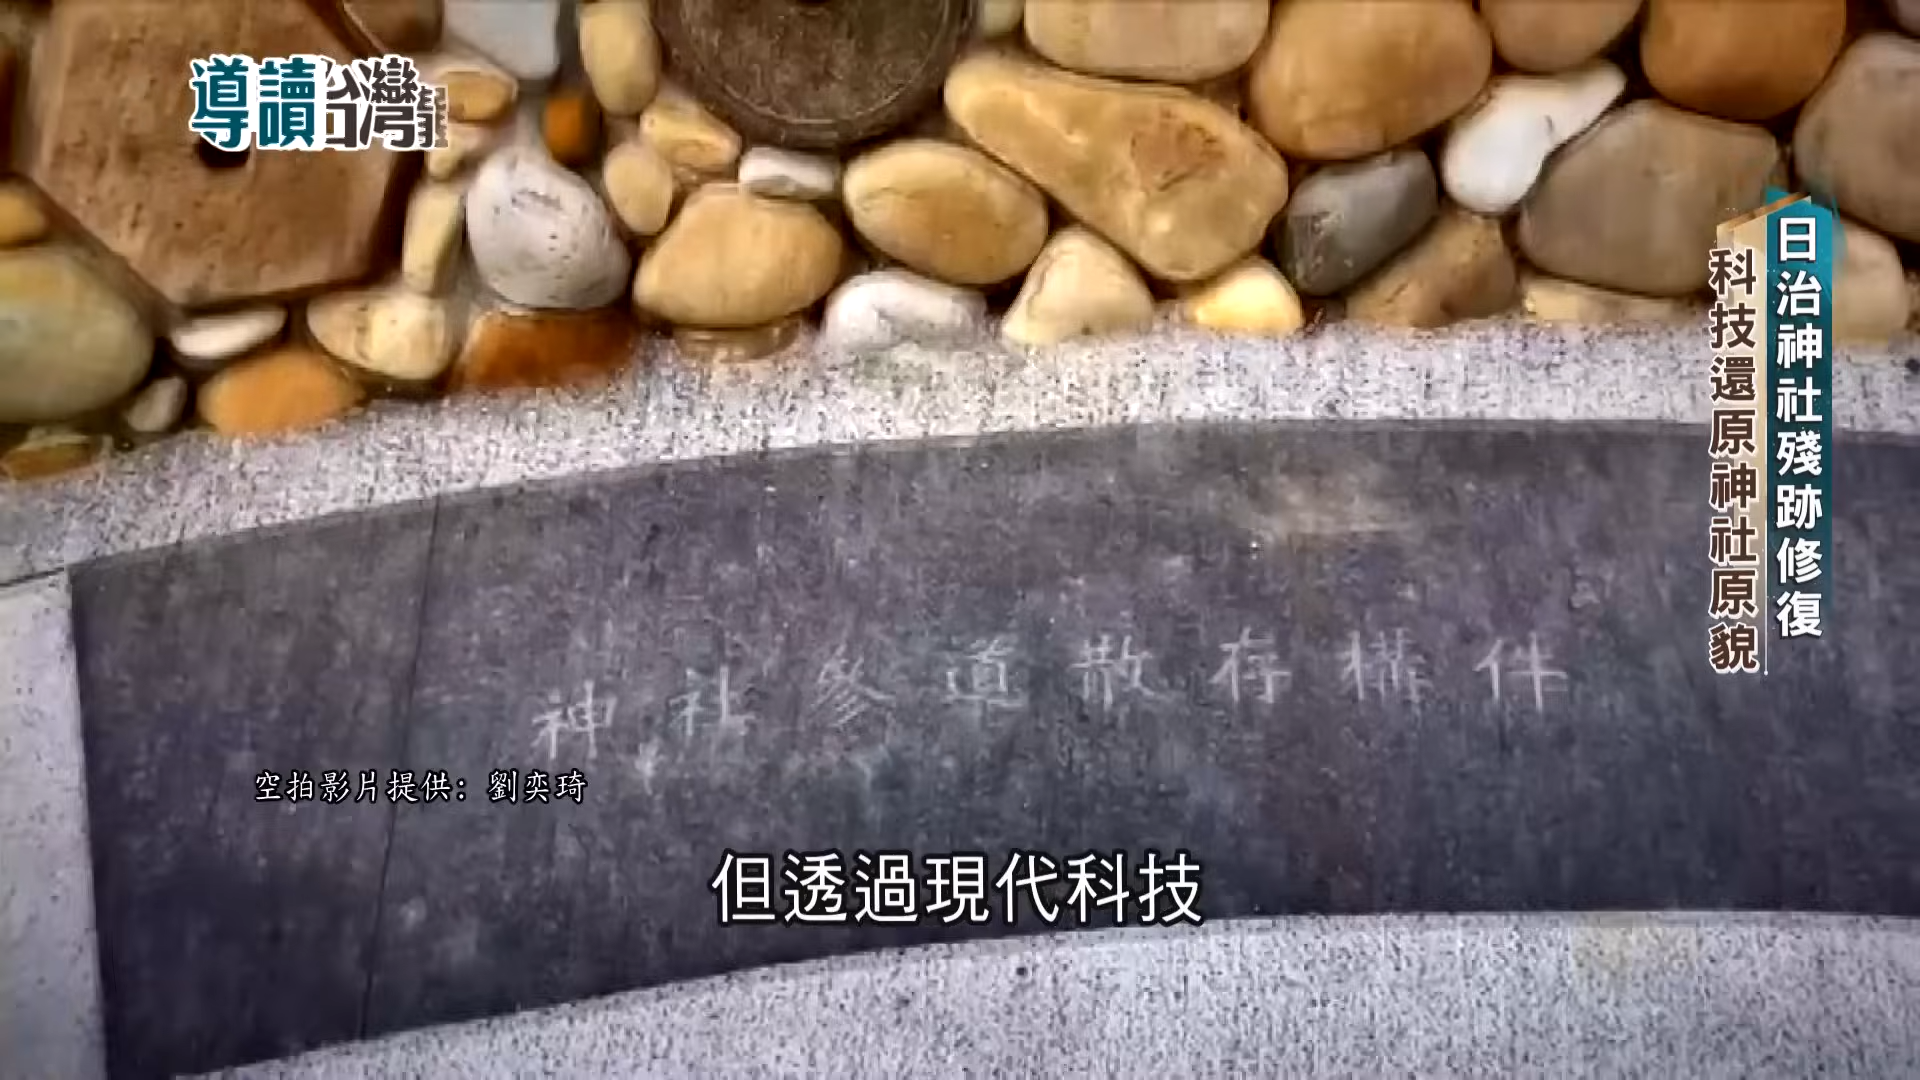 導讀台灣
日治神社殘跡修復
科技還原神社原貌
神社參道散存構件
空拍影片提供：劉奕琦
但透過現代科技